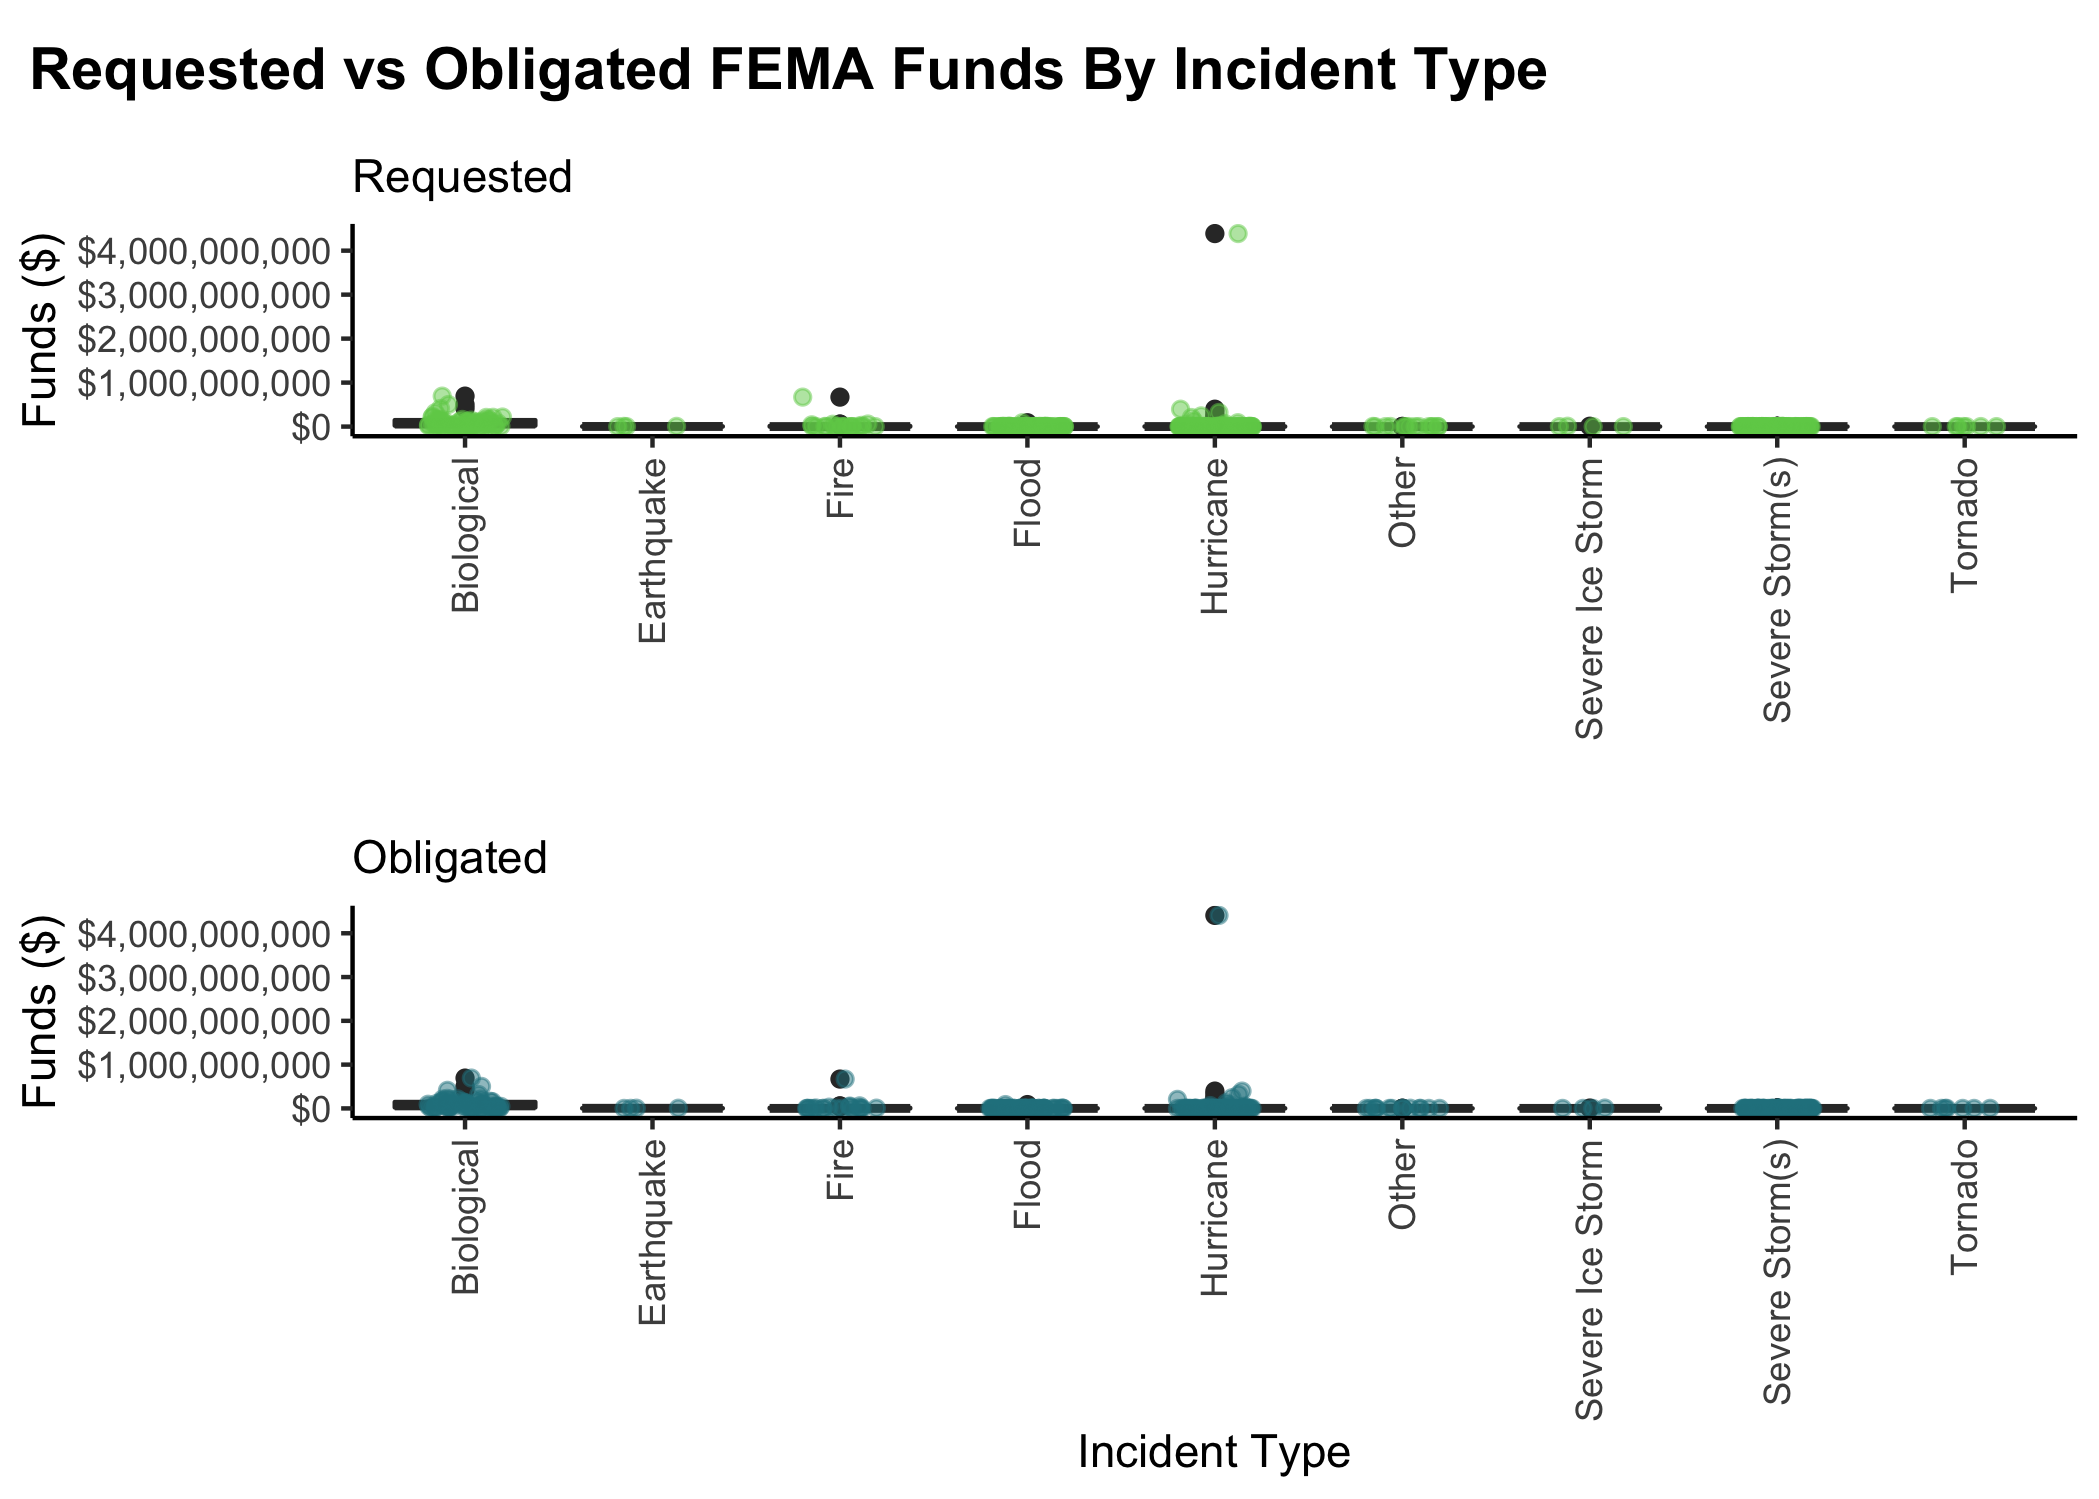 Requested vs Obligated FEMA Funds By Incident Type
Requested
Funds ($)
$4,000,000,000
$3,000,000,000
$2,000,000,000
$1,000,000,000
$0
Biological
Earthquake
Fire
Flood
Hurricane
Other
Severe Ice Storm
Severe Storm(s)
Tornado
Obligated
Funds ($)
$4,000,000,000
$3,000,000,000
$2,000,000,000
$1,000,000,000
$0
Biological
Earthquake
Fire
Flood
Hurricane
Other
Severe Ice Storm
Severe Storm(s)
Tornado
Incident Type